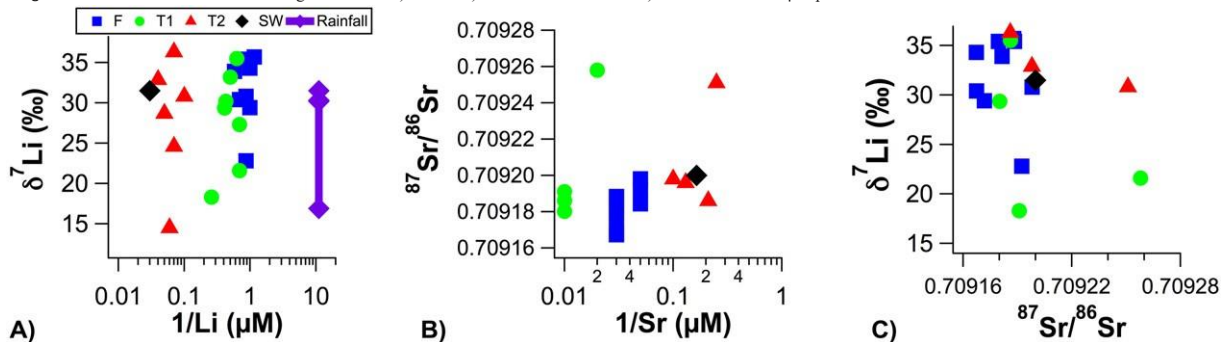 F T1 T2 SW Rainfall
δ⁷Li (‰)
35
30
25
20
15
0.01 0.1 1 10
1/Li (µM)
A)
⁸⁷Sr/⁸⁶Sr
0.70928
0.70926
0.70924
0.70922
0.70920
0.70918
0.70916
0.01 2 4 0.1 2 4 1
1/Sr (µM)
B)
δ⁷Li (‰)
35
30
25
20
15
0.70916 0.70922 0.70928
⁸⁷Sr/⁸⁶Sr
C)